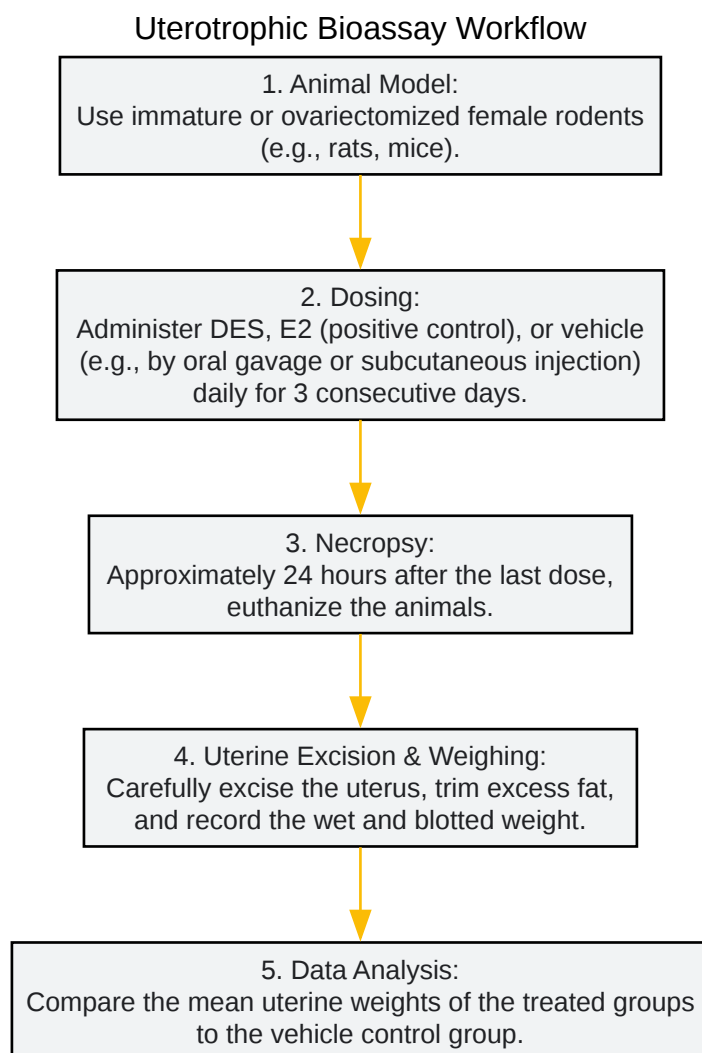 Uterotrophic Bioassay Workflow
1. Animal Model:
Use immature or ovariectomized female rodents
(e.g., rats, mice).
2. Dosing:
Administer DES, E2 (positive control), or vehicle
(e.g., by oral gavage or subcutaneous injection)
daily for 3 consecutive days.
3. Necropsy:
Approximately 24 hours after the last dose,
euthanize the animals.
4. Uterine Excision & Weighing:
Carefully excise the uterus, trim excess fat,
and record the wet and blotted weight.
5. Data Analysis:
Compare the mean uterine weights of the treated groups
to the vehicle control group.